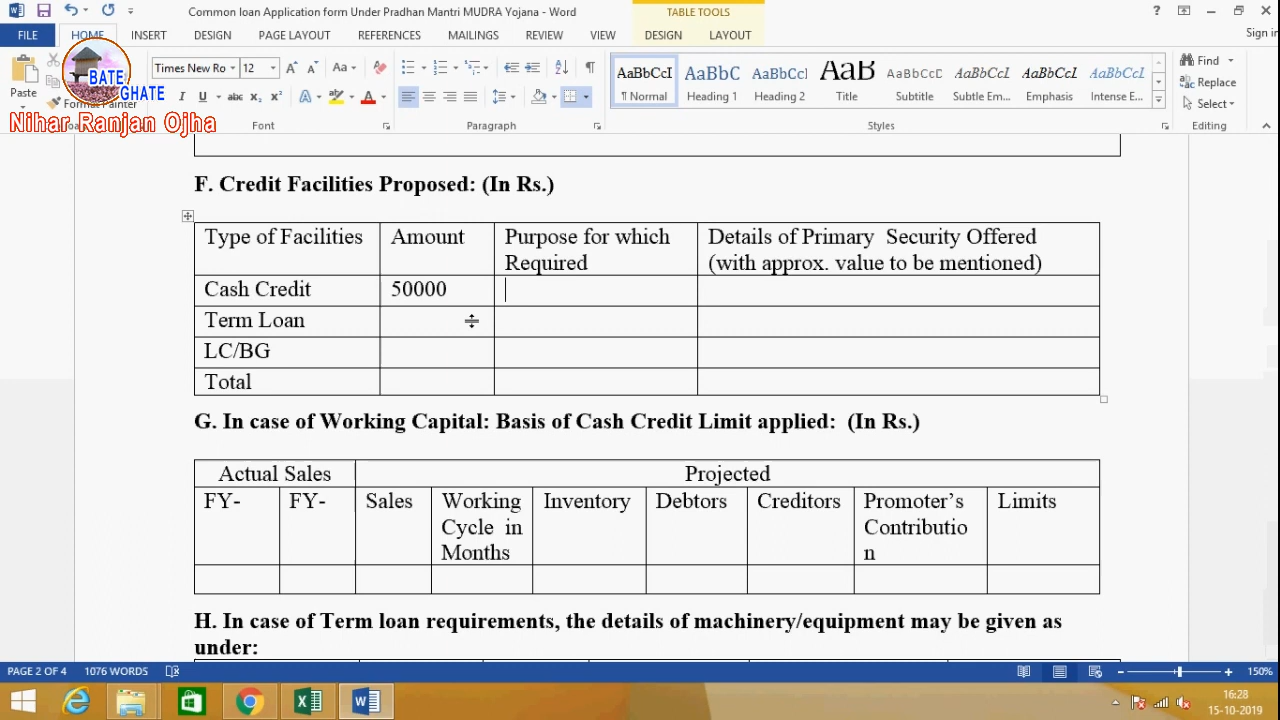 Common loan Application form Under Pradhan Mantri MUDRA Yojana - Word
TABLE TOOLS
?
FILE HOME INSERT DESIGN PAGE LAYOUT REFERENCES MAILINGS REVIEW VIEW DESIGN LAYOUT Sign in
BATE
GHATE
Nihar Ranjan Ojha
Paste
Format Painter
Times New Ro 12
Font
Paragraph
AaBbCcI AaBbC AaBbCcI AaB AaBbCcD AaBbCcI AaBbCcI AaBbCcI
¶ Normal Heading 1 Heading 2 Title Subtitle Subtle Em... Emphasis Intense E...
Styles
Find
Replace
Select
Editing
F. Credit Facilities Proposed: (In Rs.)
Type of Facilities Amount Purpose for which Required Details of Primary Security Offered (with approx. value to be mentioned)
Cash Credit 50000
Term Loan
LC/BG
Total
G. In case of Working Capital: Basis of Cash Credit Limit applied: (In Rs.)
Actual Sales Projected
FY- FY- Sales Working Cycle in Months Inventory Debtors Creditors Promoter's Contributio n Limits
H. In case of Term loan requirements, the details of machinery/equipment may be given as
under:
PAGE 2 OF 4 1076 WORDS 150%
16:28
15-10-2019